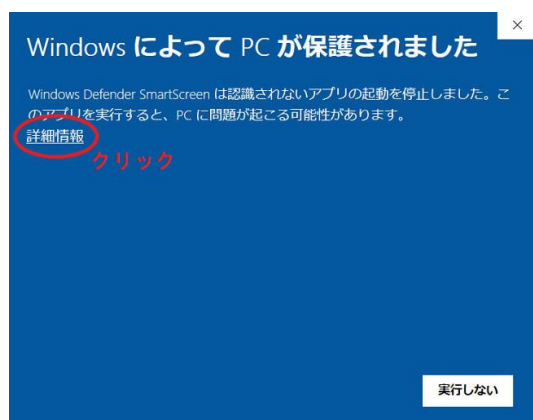 Windows によって PC が保護されました
Windows Defender SmartScreen は認識されないアプリの起動を停止しました。こ
のアプリを実行すると、PC に問題が起こる可能性があります。
詳細情報
クリック
実行しない